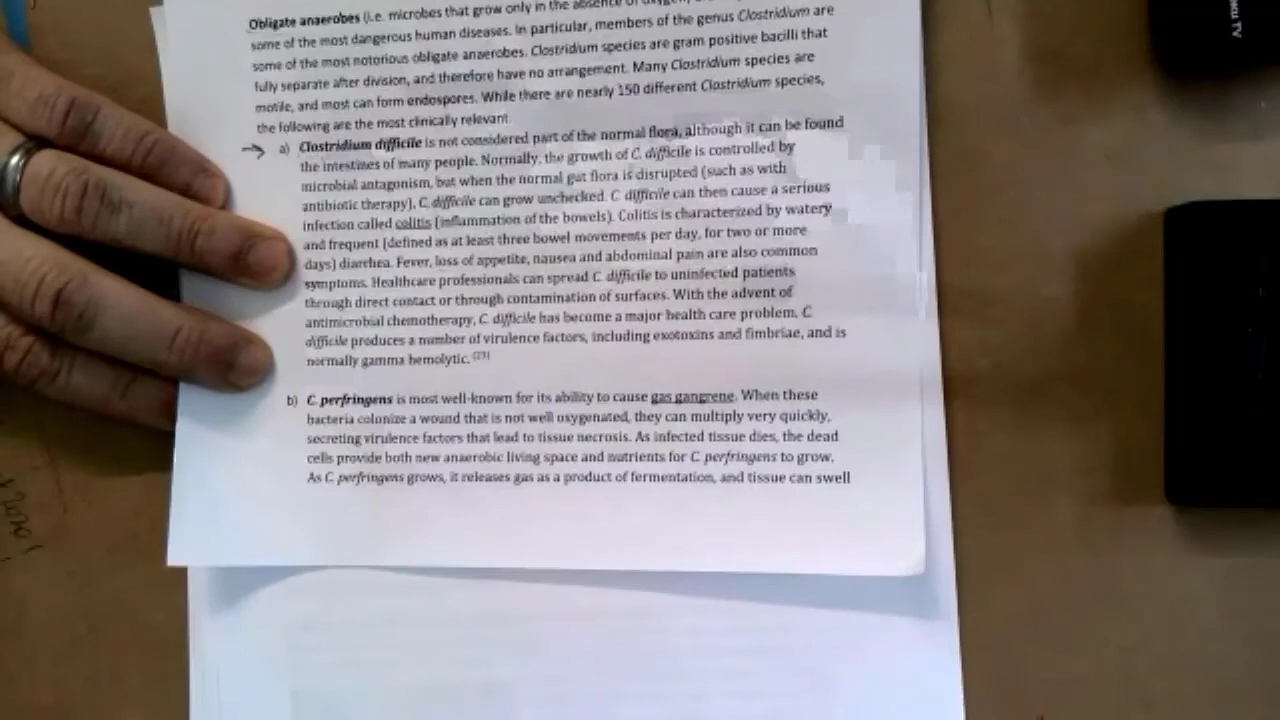 Obligate anaerobes (i.e. microbes that grow only in the absence of
some of the most dangerous human diseases. In particular, members of the genus Clostridium are
some of the most notorious obligate anaerobes. Clostridium species are gram positive bacilli that
fully separate after division, and therefore have no arrangement. Many Clostridium species are
motile, and most can form endospores. While there are nearly 150 different Clostridium species,
the following are the most clinically relevant.
a) Clostridium difficile is not considered part of the normal flora, although it can be found
the intestines of many people. Normally, the growth of C. difficile is controlled by
microbial antagonism, but when the normal gut flora is disrupted (such as with
antibiotic therapy), C. difficile can grow unchecked. C. difficile can then cause a serious
infection called colitis (inflammation of the bowels). Colitis is characterized by watery
and frequent (defined as at least three bowel movements per day, for two or more
days) diarrhea. Fever, loss of appetite, nausea and abdominal pain are also common
symptoms. Healthcare professionals can spread C. difficile to uninfected patients
through direct contact or through contamination of surfaces. With the advent of
antimicrobial chemotherapy, C. difficile has become a major health care problem. C.
difficile produces a number of virulence factors, including exotoxins and fimbriae, and is
normally gamma hemolytic.
b) C. perfringens is most well-known for its ability to cause gas gangrene. When these
bacteria colonize a wound that is not well oxygenated, they can multiply very quickly,
secreting virulence factors that lead to tissue necrosis. As infected tissue dies, the dead
cells provide both new anaerobic living space and nutrients for C. perfringens to grow.
As C. perfringens grows, it releases gas as a product of fermentation, and tissue can swell
TV